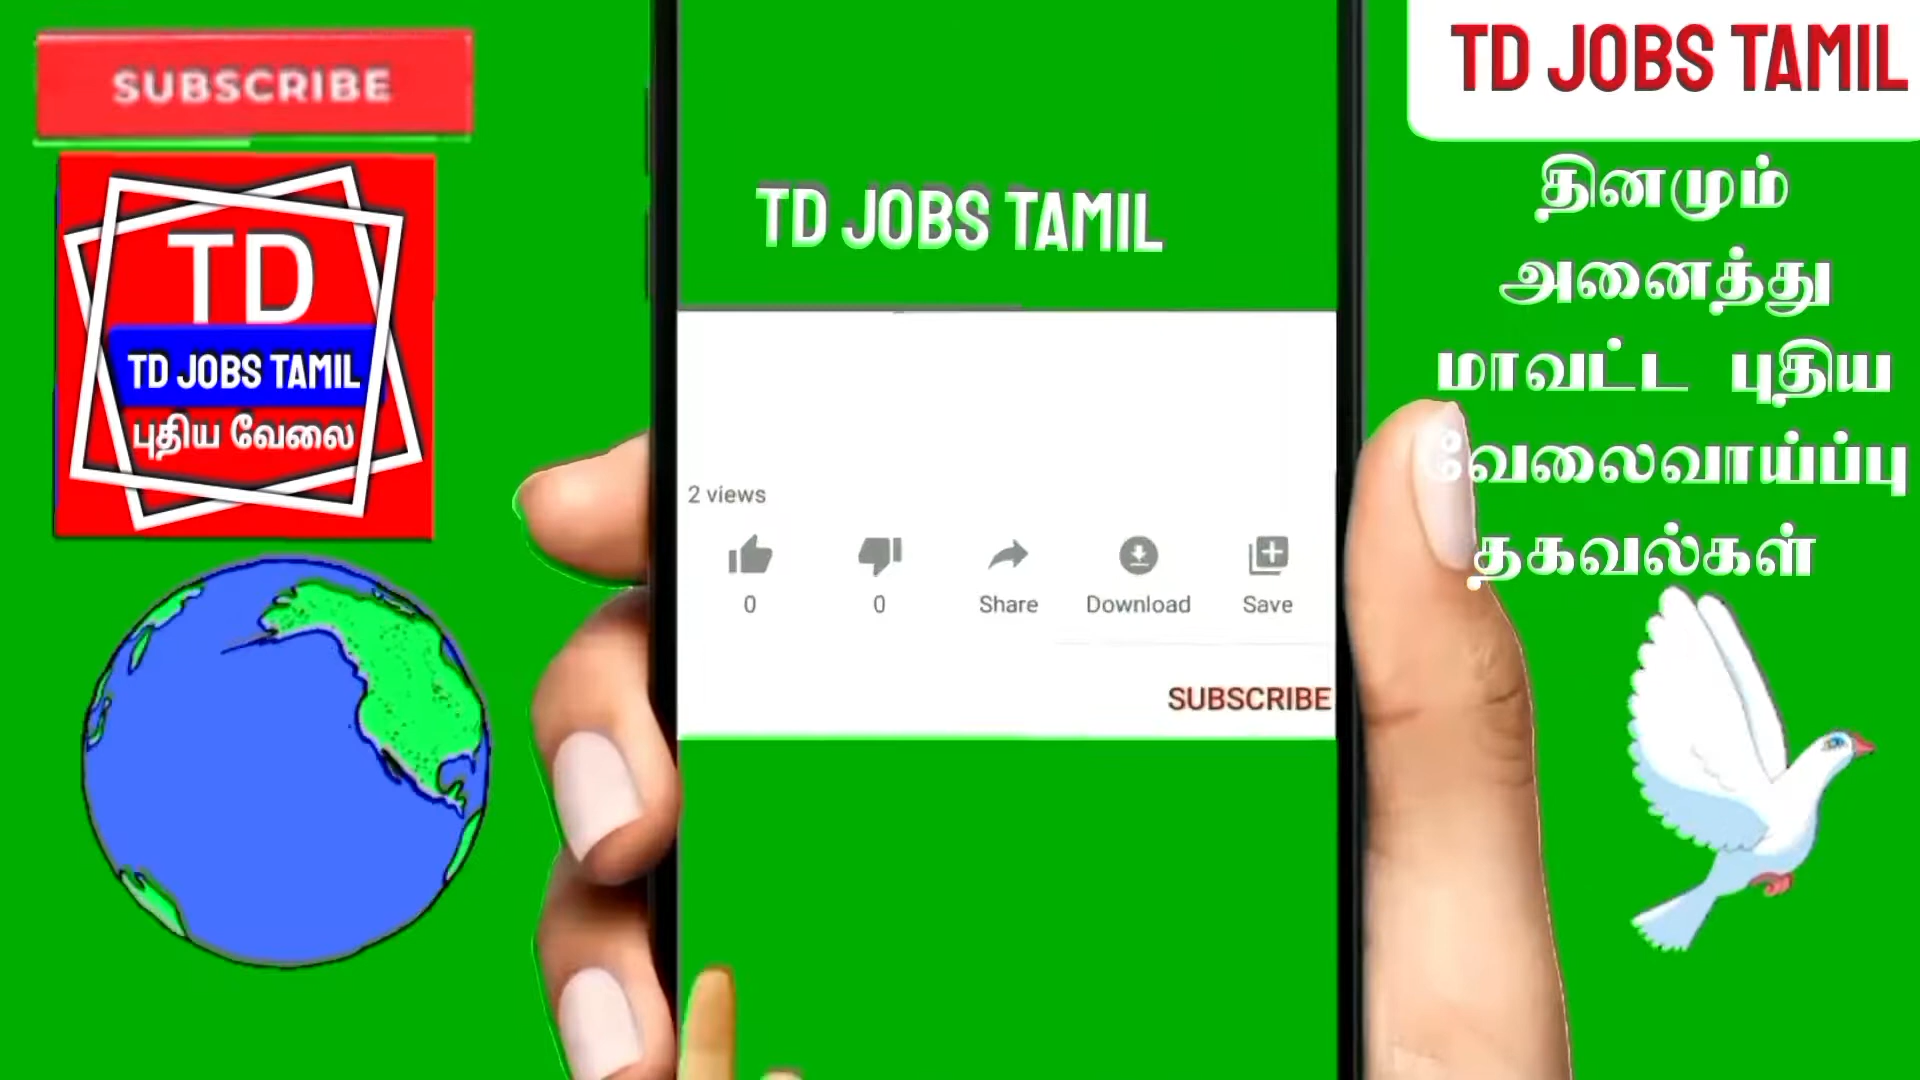 SUBSCRIBE
TD
TD JOBS TAMIL
புதிய வேலை
TD JOBS TAMIL
2 views
0
0
Share
Download
Save
SUBSCRIBE
TD JOBS TAMIL
தினமும்
அனைத்து
மாவட்ட புதிய
வேலைவாய்ப்பு
தகவல்கள்